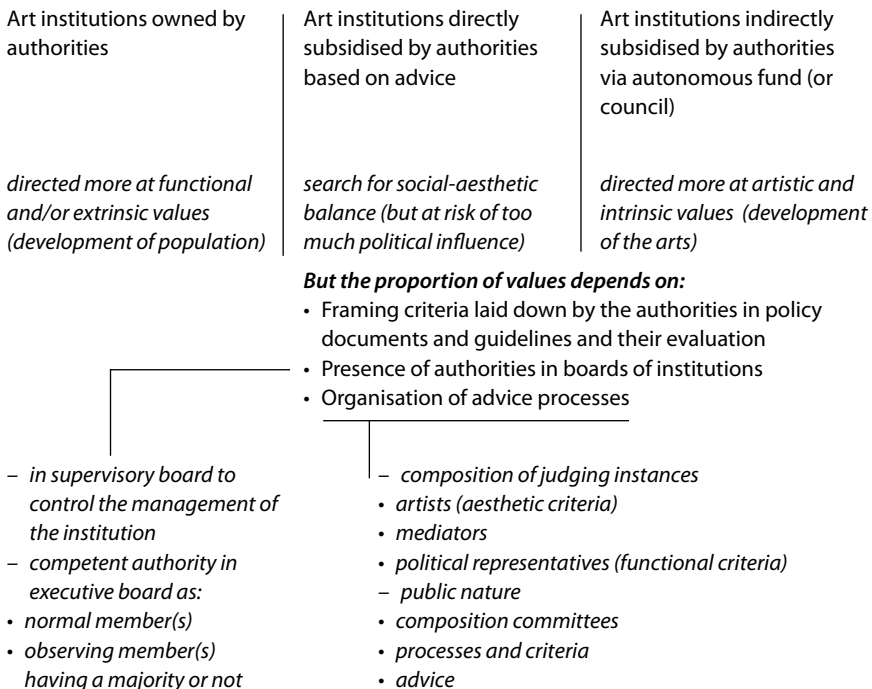 Art institutions owned by
authorities
Art institutions directly
subsidised by authorities
based on advice
Art institutions indirectly
subsidised by authorities
via autonomous fund (or
council)
directed more at functional
and/or extrinsic values
(development of population)
search for social-aesthetic
balance (but at risk of too
much political influence)
directed more at artistic and
intrinsic values (development
of the arts)
But the proportion of values depends on:
• Framing criteria laid down by the authorities in policy
documents and guidelines and their evaluation
• Presence of authorities in boards of institutions
• Organisation of advice processes
– in supervisory board to
control the management of
the institution
– competent authority in
executive board as:
• normal member(s)
• observing member(s)
having a majority or not
– composition of judging instances
• artists (aesthetic criteria)
• mediators
• political representatives (functional criteria)
– public nature
• composition committees
• processes and criteria
• advice